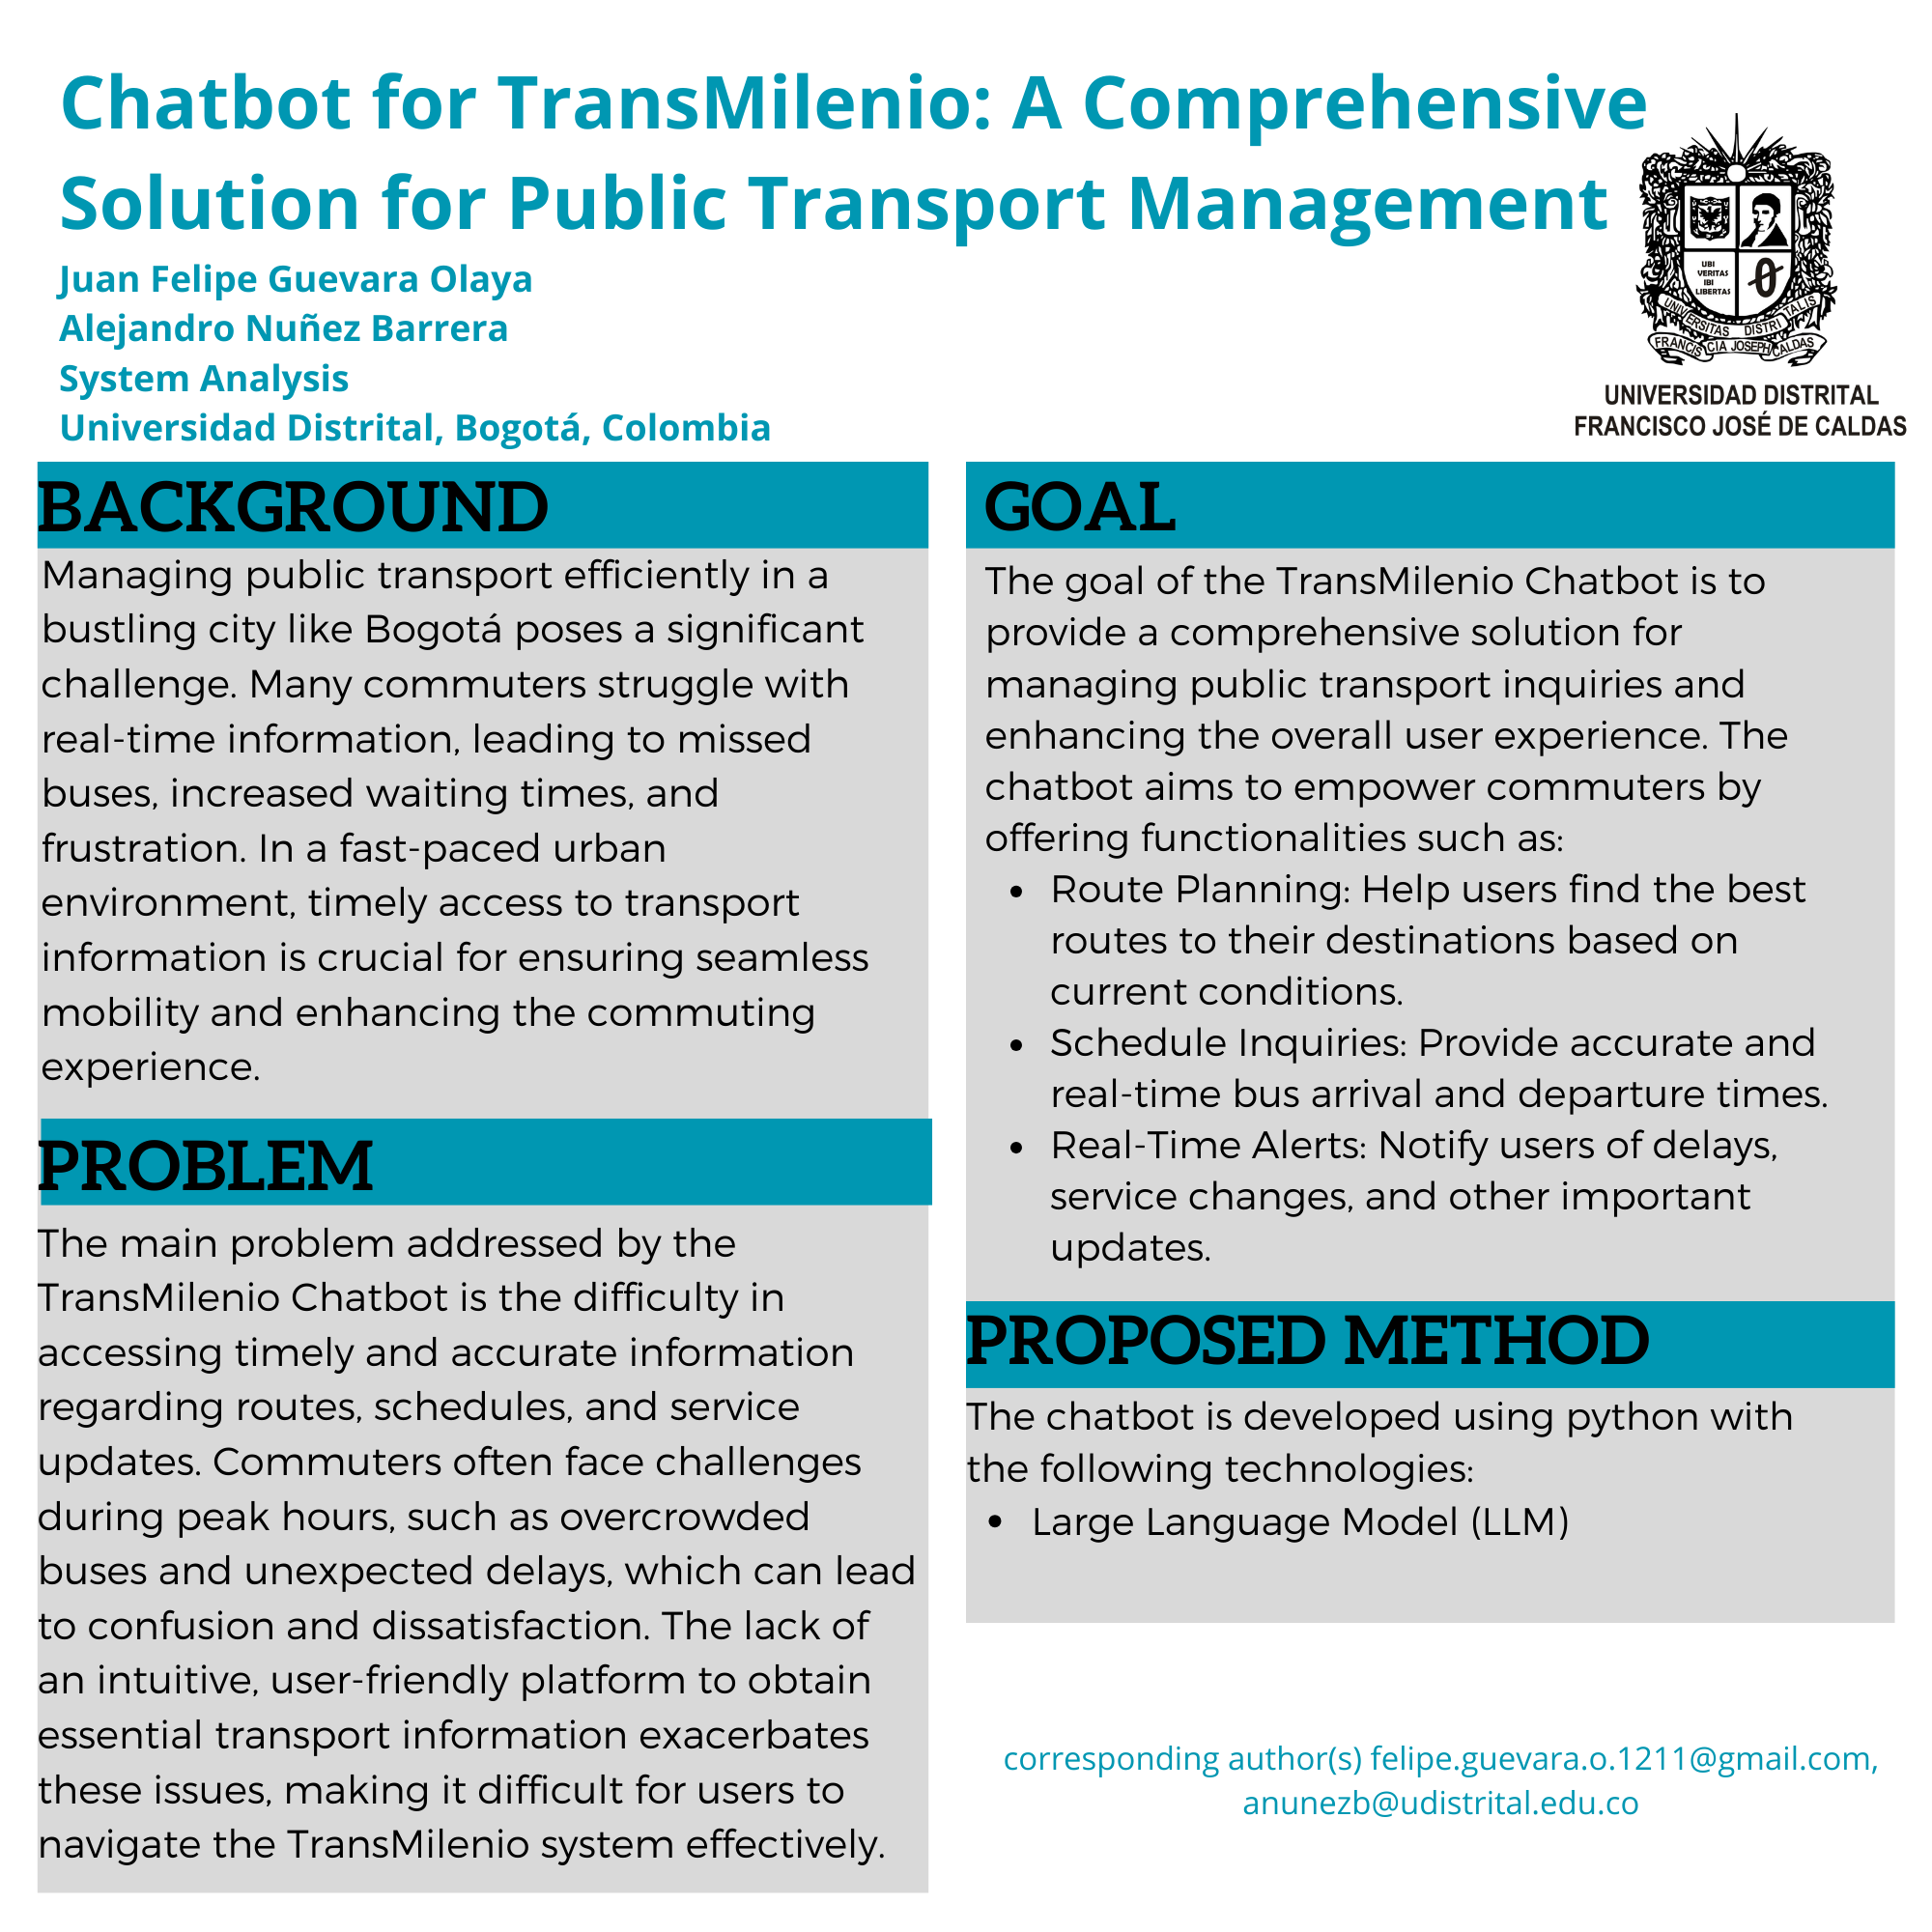 Chatbot for TransMilenio: A Comprehensive
Solution for Public Transport Management
Juan Felipe Guevara Olaya
Alejandro Nuñez Barrera
System Analysis
Universidad Distrital, Bogotá, Colombia
UBI
VERITAS
IBI
LIBERTAS
UNIVERSITAS DISTRITALIS
FRANCISCIA JOSEPH CALDAS
UNIVERSIDAD DISTRITAL
FRANCISCO JOSÉ DE CALDAS
BACKGROUND
Managing public transport efficiently in a
bustling city like Bogotá poses a significant
challenge. Many commuters struggle with
real-time information, leading to missed
buses, increased waiting times, and
frustration. In a fast-paced urban
environment, timely access to transport
information is crucial for ensuring seamless
mobility and enhancing the commuting
experience.
PROBLEM
The main problem addressed by the
TransMilenio Chatbot is the difficulty in
accessing timely and accurate information
regarding routes, schedules, and service
updates. Commuters often face challenges
during peak hours, such as overcrowded
buses and unexpected delays, which can lead
to confusion and dissatisfaction. The lack of
an intuitive, user-friendly platform to obtain
essential transport information exacerbates
these issues, making it difficult for users to
navigate the TransMilenio system effectively.
GOAL
The goal of the TransMilenio Chatbot is to
provide a comprehensive solution for
managing public transport inquiries and
enhancing the overall user experience. The
chatbot aims to empower commuters by
offering functionalities such as:
• Route Planning: Help users find the best
routes to their destinations based on
current conditions.
• Schedule Inquiries: Provide accurate and
real-time bus arrival and departure times.
• Real-Time Alerts: Notify users of delays,
service changes, and other important
updates.
PROPOSED METHOD
The chatbot is developed using python with
the following technologies:
• Large Language Model (LLM)
corresponding author(s) felipe.guevara.o.1211@gmail.com,
anunezb@udistrital.edu.co